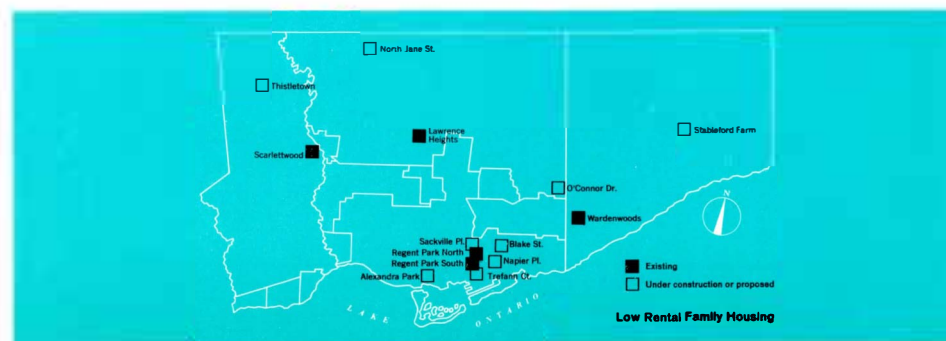 North Jane St.
Thistletown
Stableford Farm
Lawrence
Heights
Scarlettwood
O'Connor Dr.
Wardenwoods
N
Sackville Pl.
Blake St.
Regent Park North
Regent Park South
Napier Pl.
Alexandra Park
Trefann Ct.
LAKE ONTARIO
Existing
Under construction or proposed
Low Rental Family Housing